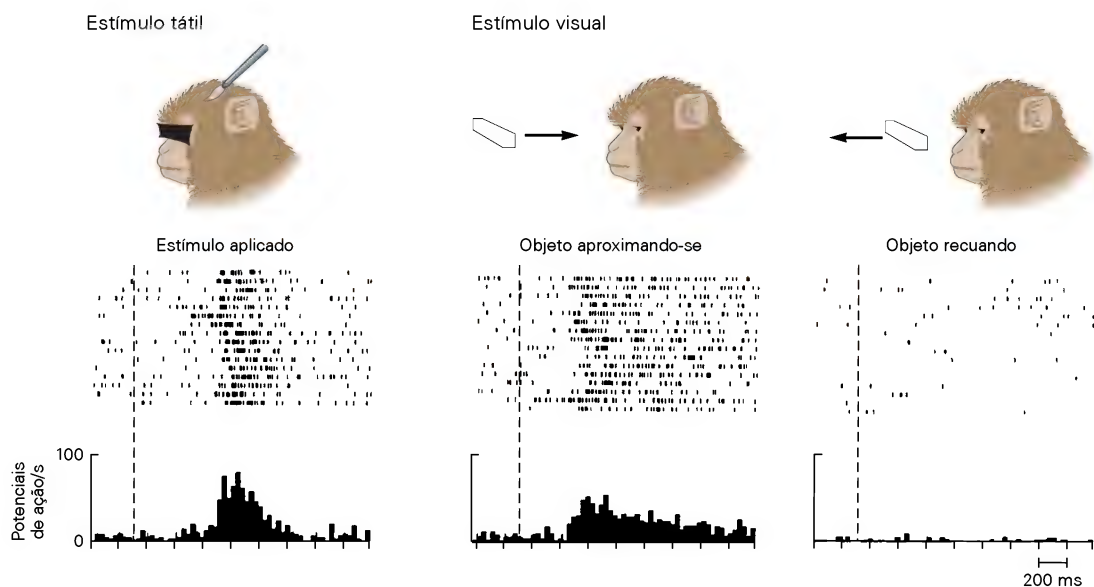 Estímulo tátil
Estímulo visual
Estímulo aplicado
Objeto aproximando-se
Objeto recuando
Potenciais
de ação/s
100
0
200 ms